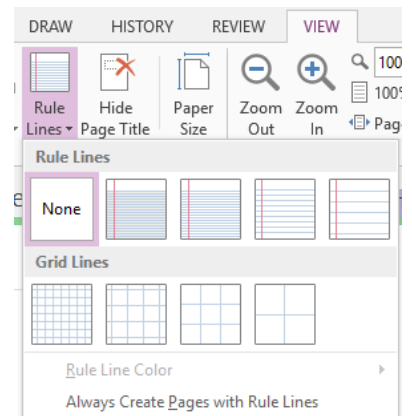 DRAW HISTORY REVIEW VIEW
100
100%
Rule Lines Hide Page Title Paper Size Zoom Out Zoom In Pag
Rule Lines
None
Grid Lines
Rule Line Color
Always Create Pages with Rule Lines